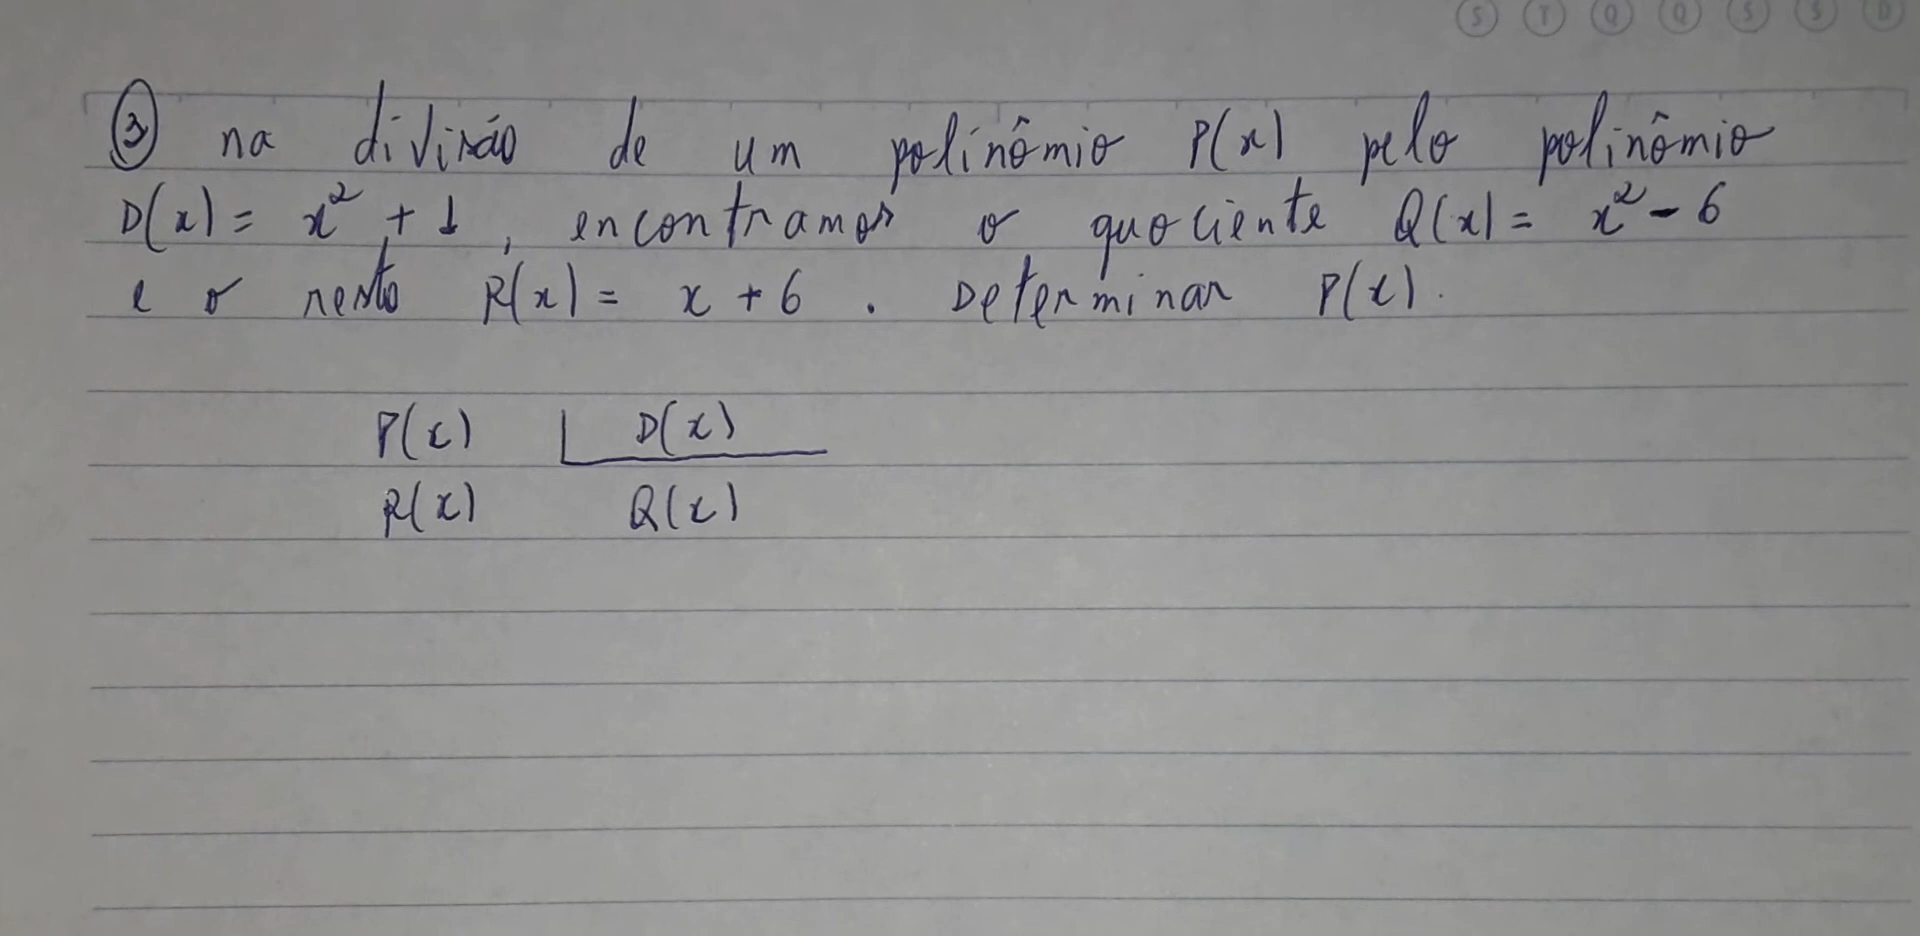 S T Q Q S S D
3 na divisão de um polinômio P(x) pelo polinômio
D(x) = x² + 1, encontramos o quociente Q(x) = x² - 6
e o resto R(x) = x + 6. Determinar P(x).
P(x) D(x)
R(x) Q(x)